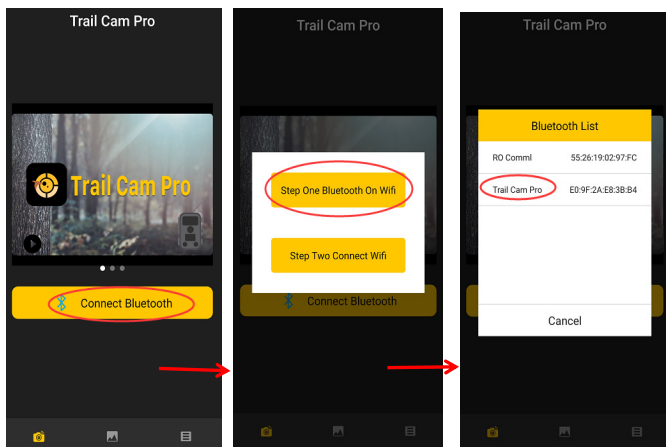 Trail Cam Pro
Trail Cam Pro
Connect Bluetooth
Trail Cam Pro
Step One Bluetooth On Wifi
Step Two Connect Wifi
Connect Bluetooth
Trail Cam Pro
Bluetooth List
RO Comml 55:26:19:02:97:FC
Trail Cam Pro E0:9F:2A:E8:3B:B4
Cancel